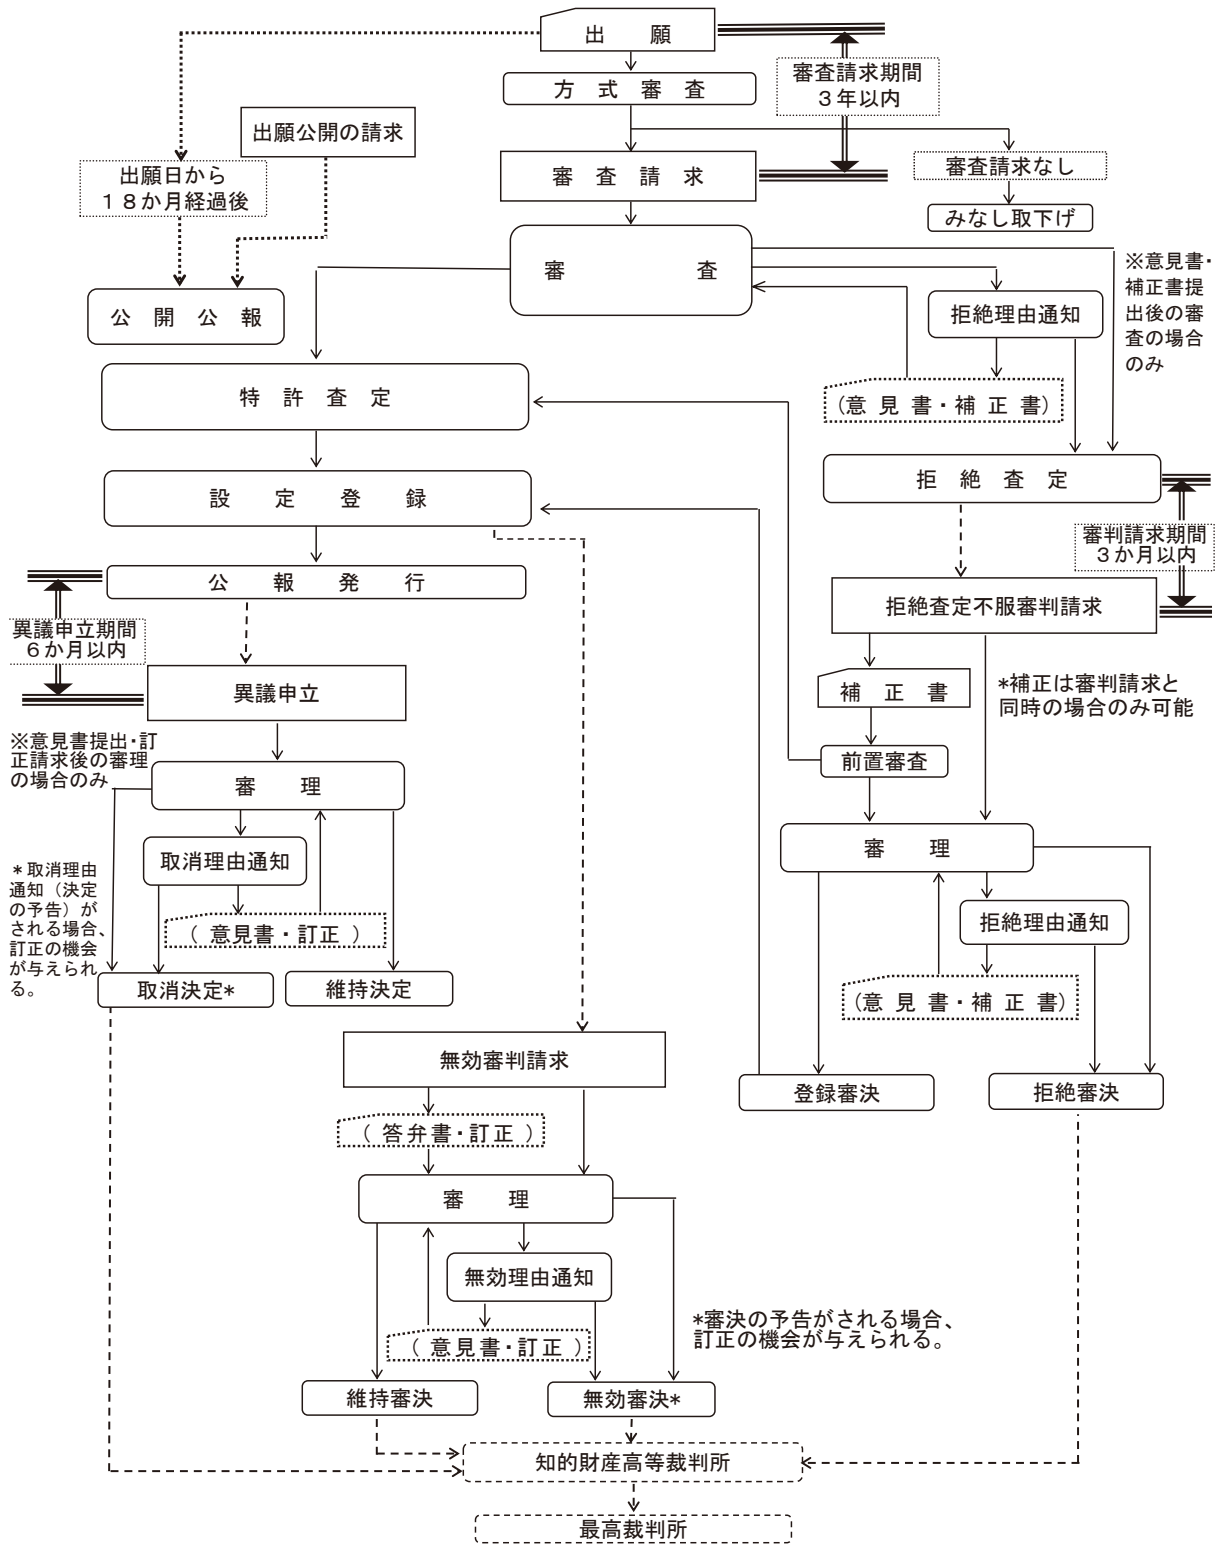 出　願
方 式 審 査
審査請求期間
３年以内
出願公開の請求
審 査 請 求
審査請求なし
出願日から
１８か月経過後
みなし取下げ
審　査
※意見書・
補正書提
出後の審
査の場合
のみ
拒絶理由通知
公 開 公 報
特 許 査 定
（意 見 書・補 正 書）
拒 絶 査 定
設 定 登 録
審判請求期間
３か月以内
公 報 発 行
拒絶査定不服審判請求
異議申立期間
６か月以内
異議申立
補 正 書
*補正は審判請求と
同時の場合のみ可能
※意見書提出・訂
正請求後の審理
の場合のみ
前置審査
審　理
審　理
取消理由通知
＊取消理由
通知（決定
の予告）が
される場合、
訂正の機会
が与えられ
る。
（ 意見書・訂正 ）
拒絶理由通知
取消決定*
維持決定
（意 見 書・補 正 書）
無効審判請求
登録審決
拒絶審決
（ 答弁書・訂正 ）
審　理
無効理由通知
*審決の予告がされる場合、
訂正の機会が与えられる。
（ 意見書・訂正 ）
維持審決
無効審決*
知的財産高等裁判所
最高裁判所